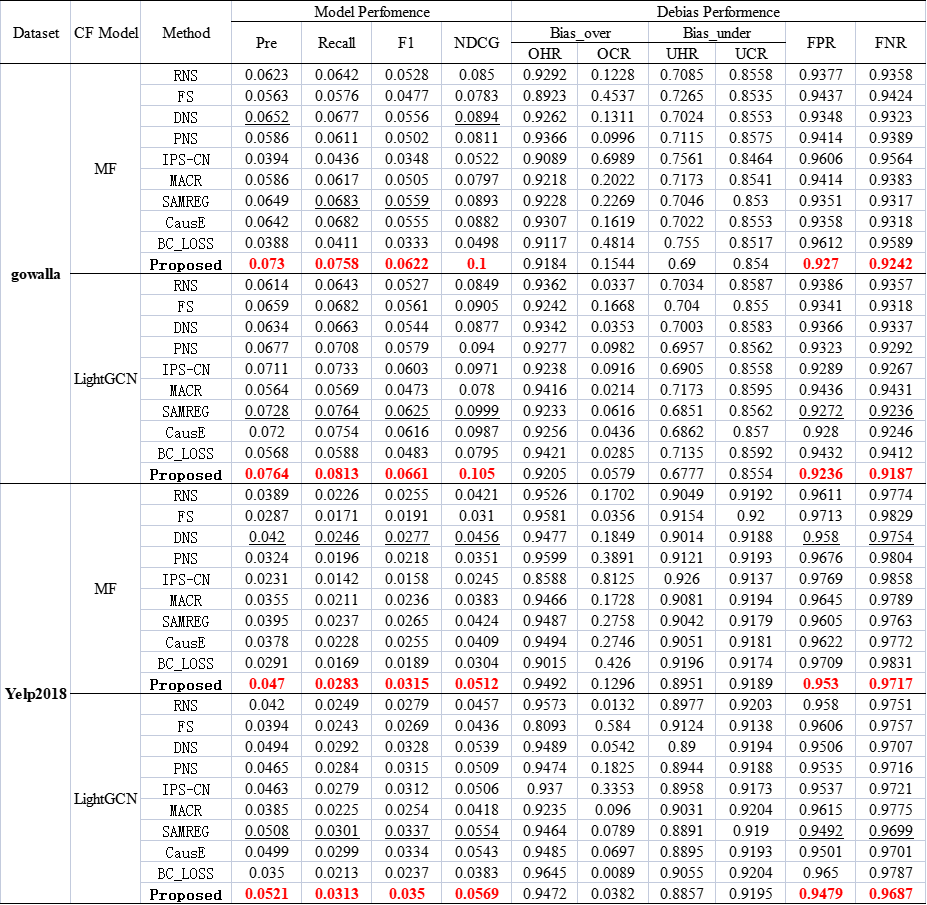 Model Perfomence Debias Performence
Dataset CF Model Method Pre Recall F1 NDCG Bias_over Bias_under FPR FNR
OHR OCR UHR UCR
RNS 0.0623 0.0642 0.0528 0.085 0.9292 0.1228 0.7085 0.8558 0.9377 0.9358
FS 0.0563 0.0576 0.0477 0.0783 0.8923 0.4537 0.7265 0.8535 0.9437 0.9424
DNS 0.0652 0.0677 0.0556 0.0894 0.9262 0.1311 0.7024 0.8553 0.9348 0.9323
PNS 0.0586 0.0611 0.0502 0.0811 0.9366 0.0996 0.7115 0.8575 0.9414 0.9389
IPS-CN 0.0394 0.0436 0.0348 0.0522 0.9089 0.6989 0.7561 0.8464 0.9606 0.9564
MF
MACR 0.0586 0.0617 0.0505 0.0797 0.9218 0.2022 0.7173 0.8541 0.9414 0.9383
SAMREG 0.0649 0.0683 0.0559 0.0893 0.9228 0.2269 0.7046 0.853 0.9351 0.9317
CausE 0.0642 0.0682 0.0555 0.0882 0.9307 0.1619 0.7022 0.8553 0.9358 0.9318
BC_LOSS 0.0388 0.0411 0.0333 0.0498 0.9117 0.4814 0.755 0.8517 0.9612 0.9589
Proposed 0.073 0.0758 0.0622 0.1 0.9184 0.1544 0.69 0.854 0.927 0.9242
gowalla
RNS 0.0614 0.0643 0.0527 0.0849 0.9362 0.0337 0.7034 0.8587 0.9386 0.9357
FS 0.0659 0.0682 0.0561 0.0905 0.9242 0.1668 0.704 0.855 0.9341 0.9318
DNS 0.0634 0.0663 0.0544 0.0877 0.9342 0.0353 0.7003 0.8583 0.9366 0.9337
PNS 0.0677 0.0708 0.0579 0.094 0.9277 0.0982 0.6957 0.8562 0.9323 0.9292
IPS-CN 0.0711 0.0733 0.0603 0.0971 0.9238 0.0916 0.6905 0.8558 0.9289 0.9267
LightGCN
MACR 0.0564 0.0569 0.0473 0.078 0.9416 0.0214 0.7173 0.8595 0.9436 0.9431
SAMREG 0.0728 0.0764 0.0625 0.0999 0.9233 0.0616 0.6851 0.8562 0.9272 0.9236
CausE 0.072 0.0754 0.0616 0.0987 0.9256 0.0436 0.6862 0.857 0.928 0.9246
BC_LOSS 0.0568 0.0588 0.0483 0.0795 0.9421 0.0285 0.7135 0.8592 0.9432 0.9412
Proposed 0.0764 0.0813 0.0661 0.105 0.9205 0.0579 0.6777 0.8554 0.9236 0.9187
RNS 0.0389 0.0226 0.0255 0.0421 0.9526 0.1702 0.9049 0.9192 0.9611 0.9774
FS 0.0287 0.0171 0.0191 0.031 0.9581 0.0356 0.9154 0.92 0.9713 0.9829
DNS 0.042 0.0246 0.0277 0.0456 0.9477 0.1849 0.9014 0.9188 0.958 0.9754
PNS 0.0324 0.0196 0.0218 0.0351 0.9599 0.3891 0.9121 0.9193 0.9676 0.9804
IPS-CN 0.0231 0.0142 0.0158 0.0245 0.8588 0.8125 0.926 0.9137 0.9769 0.9858
MF
MACR 0.0355 0.0211 0.0236 0.0383 0.9466 0.1728 0.9081 0.9194 0.9645 0.9789
SAMREG 0.0395 0.0237 0.0265 0.0424 0.9487 0.2758 0.9042 0.9179 0.9605 0.9763
CausE 0.0378 0.0228 0.0255 0.0409 0.9494 0.2746 0.9051 0.9181 0.9622 0.9772
BC_LOSS 0.0291 0.0169 0.0189 0.0304 0.9015 0.426 0.9196 0.9174 0.9709 0.9831
Proposed 0.047 0.0283 0.0315 0.0512 0.9492 0.1296 0.8951 0.9189 0.953 0.9717
Yelp2018
RNS 0.042 0.0249 0.0279 0.0457 0.9573 0.0132 0.8977 0.9203 0.958 0.9751
FS 0.0394 0.0243 0.0269 0.0436 0.8093 0.584 0.9124 0.9138 0.9606 0.9757
DNS 0.0494 0.0292 0.0328 0.0539 0.9489 0.0542 0.89 0.9194 0.9506 0.9707
PNS 0.0465 0.0284 0.0315 0.0509 0.9474 0.1825 0.8944 0.9188 0.9535 0.9716
IPS-CN 0.0463 0.0279 0.0312 0.0506 0.937 0.3353 0.8958 0.9173 0.9537 0.9721
LightGCN
MACR 0.0385 0.0225 0.0254 0.0418 0.9235 0.096 0.9031 0.9204 0.9615 0.9775
SAMREG 0.0508 0.0301 0.0337 0.0554 0.9464 0.0789 0.8891 0.919 0.9492 0.9699
CausE 0.0499 0.0299 0.0334 0.0543 0.9485 0.0697 0.8895 0.9193 0.9501 0.9701
BC_LOSS 0.035 0.0213 0.0237 0.0383 0.9645 0.0089 0.9055 0.9204 0.965 0.9787
Proposed 0.0521 0.0313 0.035 0.0569 0.9472 0.0382 0.8857 0.9195 0.9479 0.9687